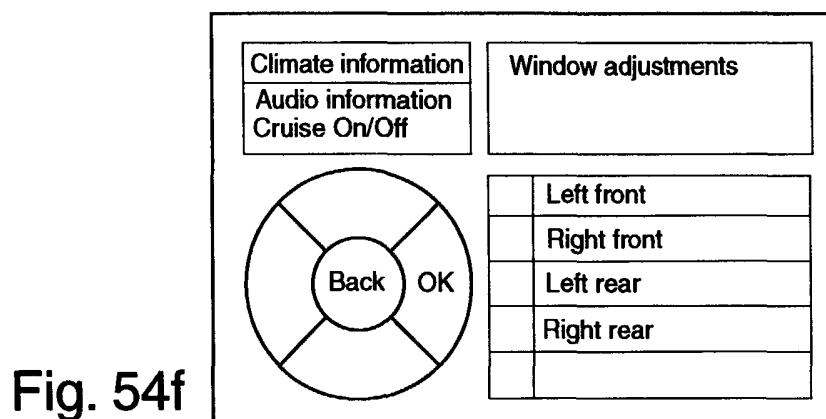 Climate information
Audio information
Cruise On/Off
Window adjustments
Back
OK
Left front
Right front
Left rear
Right rear
Fig. 54f